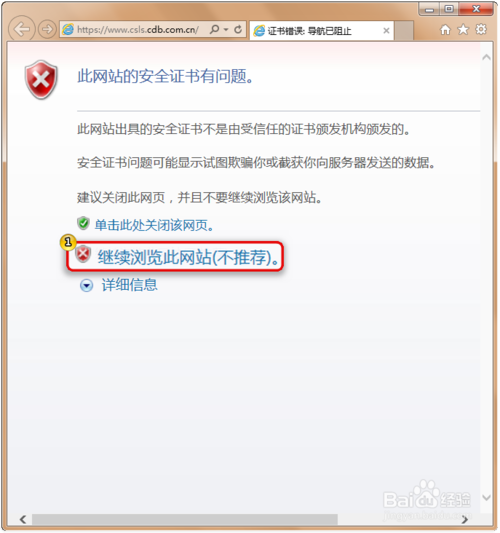 https://www.csls.cdb.com.cn/
证书错误: 导航已阻止
此网站的安全证书有问题。
此网站出具的安全证书不是由受信任的证书颁发机构颁发的。
安全证书问题可能显示试图欺骗你或截获你向服务器发送的数据。
建议关闭此网页，并且不要继续浏览该网站。
单击此处关闭该网页。
1
继续浏览此网站(不推荐)。
详细信息
Baidu经验
jingyan.baidu.com